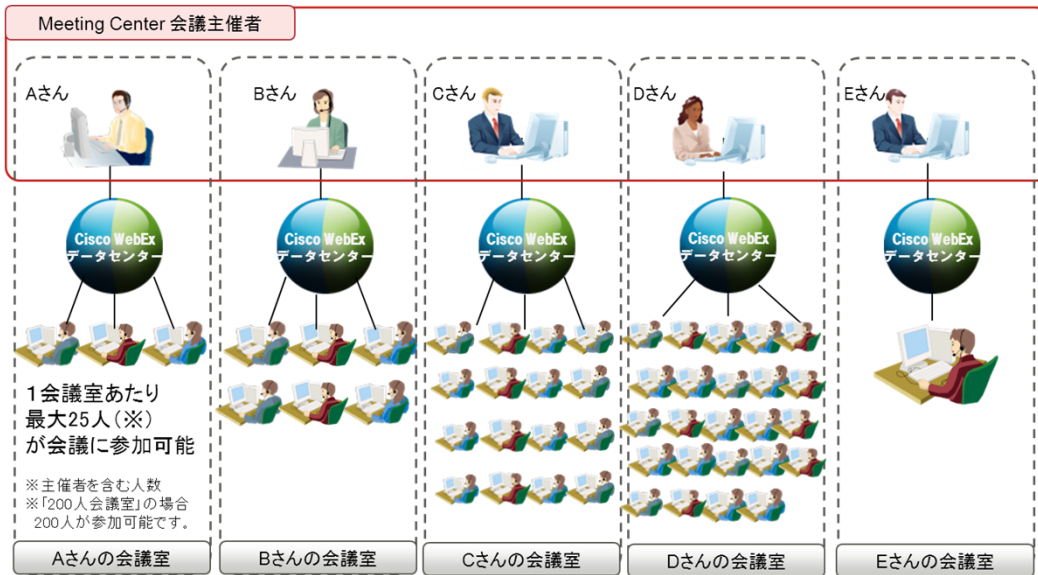 Meeting Center 会議主催者
Aさん
Bさん
Cさん
Dさん
Eさん
Cisco WebEx
データセンター
Cisco WebEx
データセンター
Cisco WebEx
データセンター
Cisco WebEx
データセンター
Cisco WebEx
データセンター
1会議室あたり
最大25人(※)
が会議に参加可能
※主催者を含む人数
※「200人会議室」の場合
200人が参加可能です。
Aさんの会議室
Bさんの会議室
Cさんの会議室
Dさんの会議室
Eさんの会議室